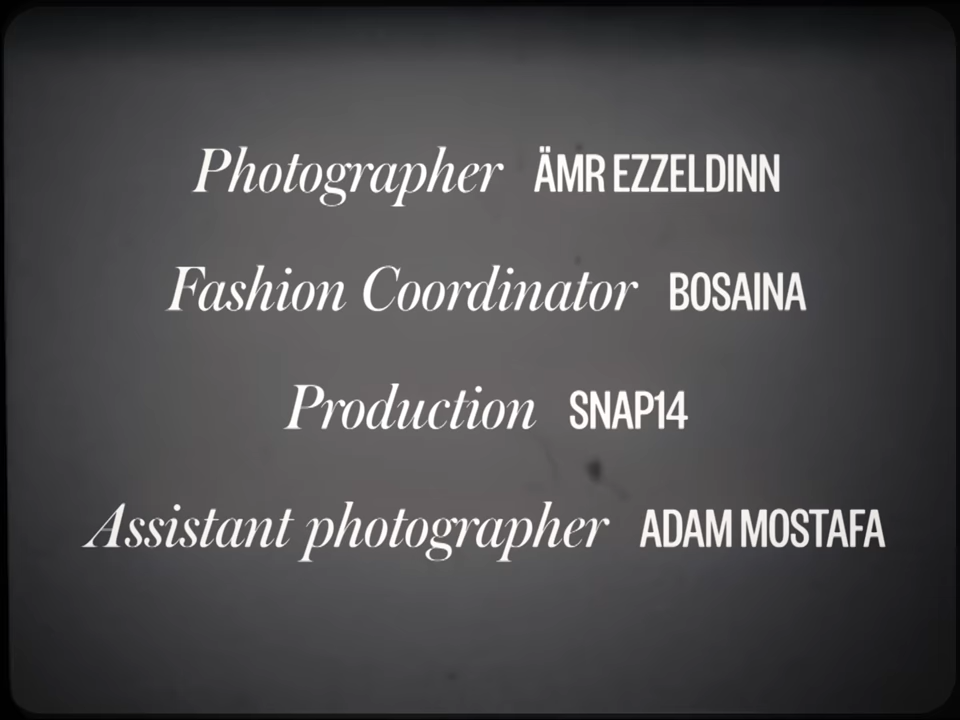 Photographer ÄMR EZZELDINN
Fashion Coordinator BOSAINA
Production SNAP14
Assistant photographer ADAM MOSTAFA